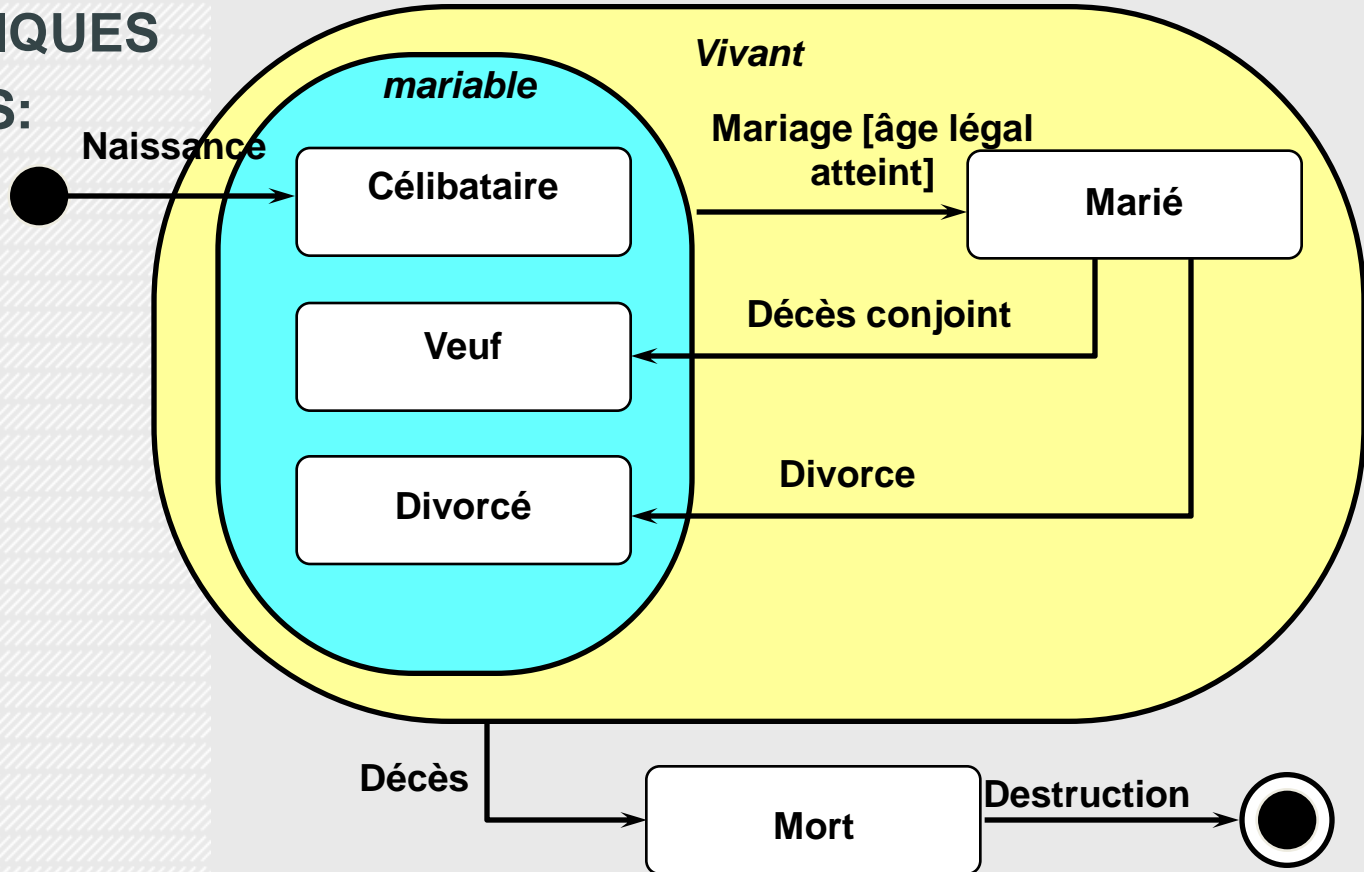 IQUES
S:
Vivant
mariable
Naissance
Mariage [âge légal
atteint]
Célibataire
Marié
Décès conjoint
Veuf
Divorce
Divorcé
Décès
Destruction
Mort